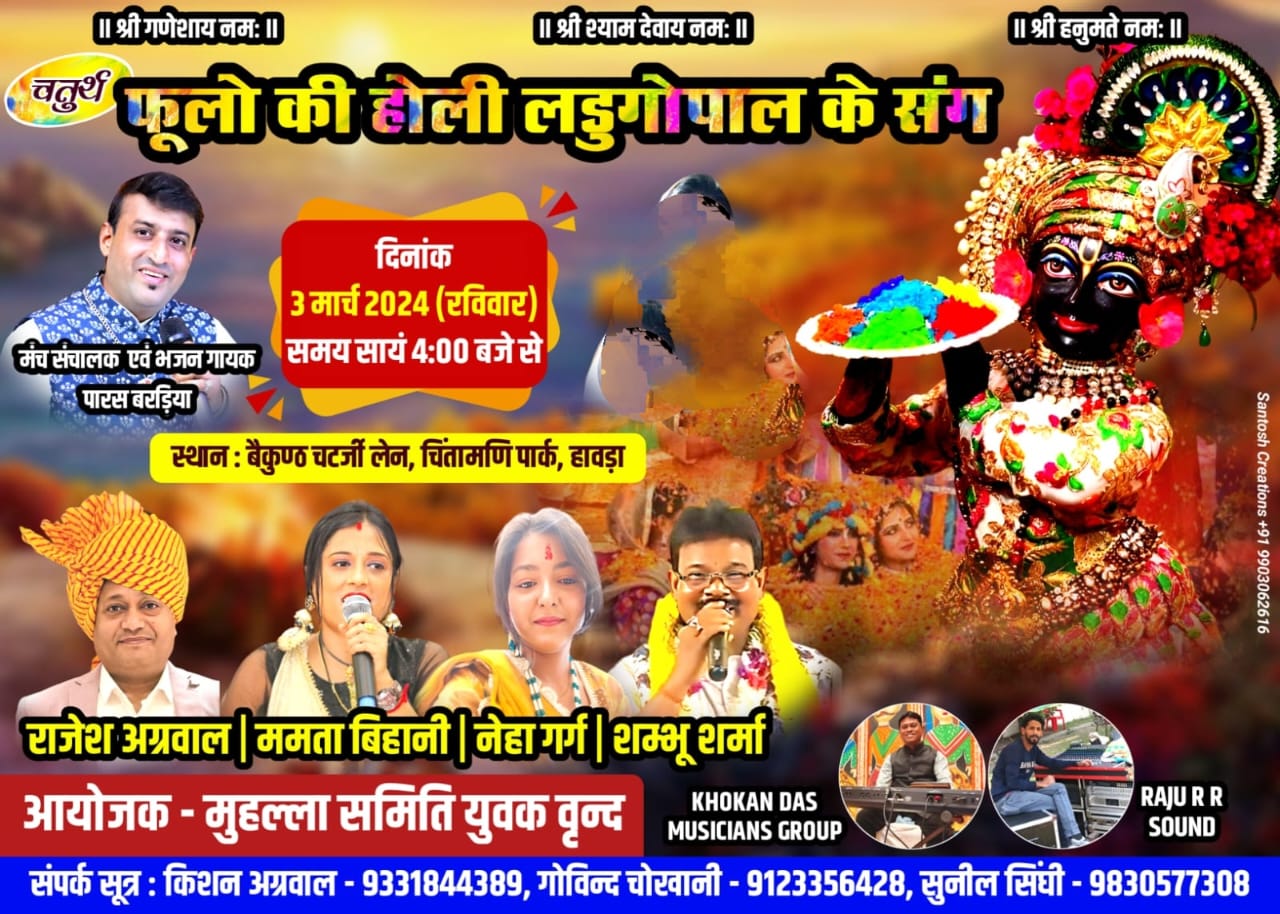 ॥ श्री गणेशाय नमः ॥
॥ श्री श्याम देवाय नमः ॥
॥ श्री हनुमते नमः ॥
चतुर्थ
फूलो की होली लडुगोपाल के संग
दिनांक
3 मार्च 2024 (रविवार)
समय सायं 4:00 बजे से
मंच संचालक एवं भजन गायक
पारस बरड़िया
स्थान : बैकुण्ठ चटर्जी लेन, चिंतामणि पार्क, हावड़ा
Santosh Creations +91 9903062616
राजेश अग्रवाल | ममता बिहानी | नेहा गर्ग | शम्भू शर्मा
आयोजक - मुहल्ला समिति युवक वृन्द
KHOKAN DAS
MUSICIANS GROUP
RAJU R R
SOUND
संपर्क सूत्र : किशन अग्रवाल - 9331844389, गोविन्द चोखानी - 9123356428, सुनील सिंघी - 9830577308